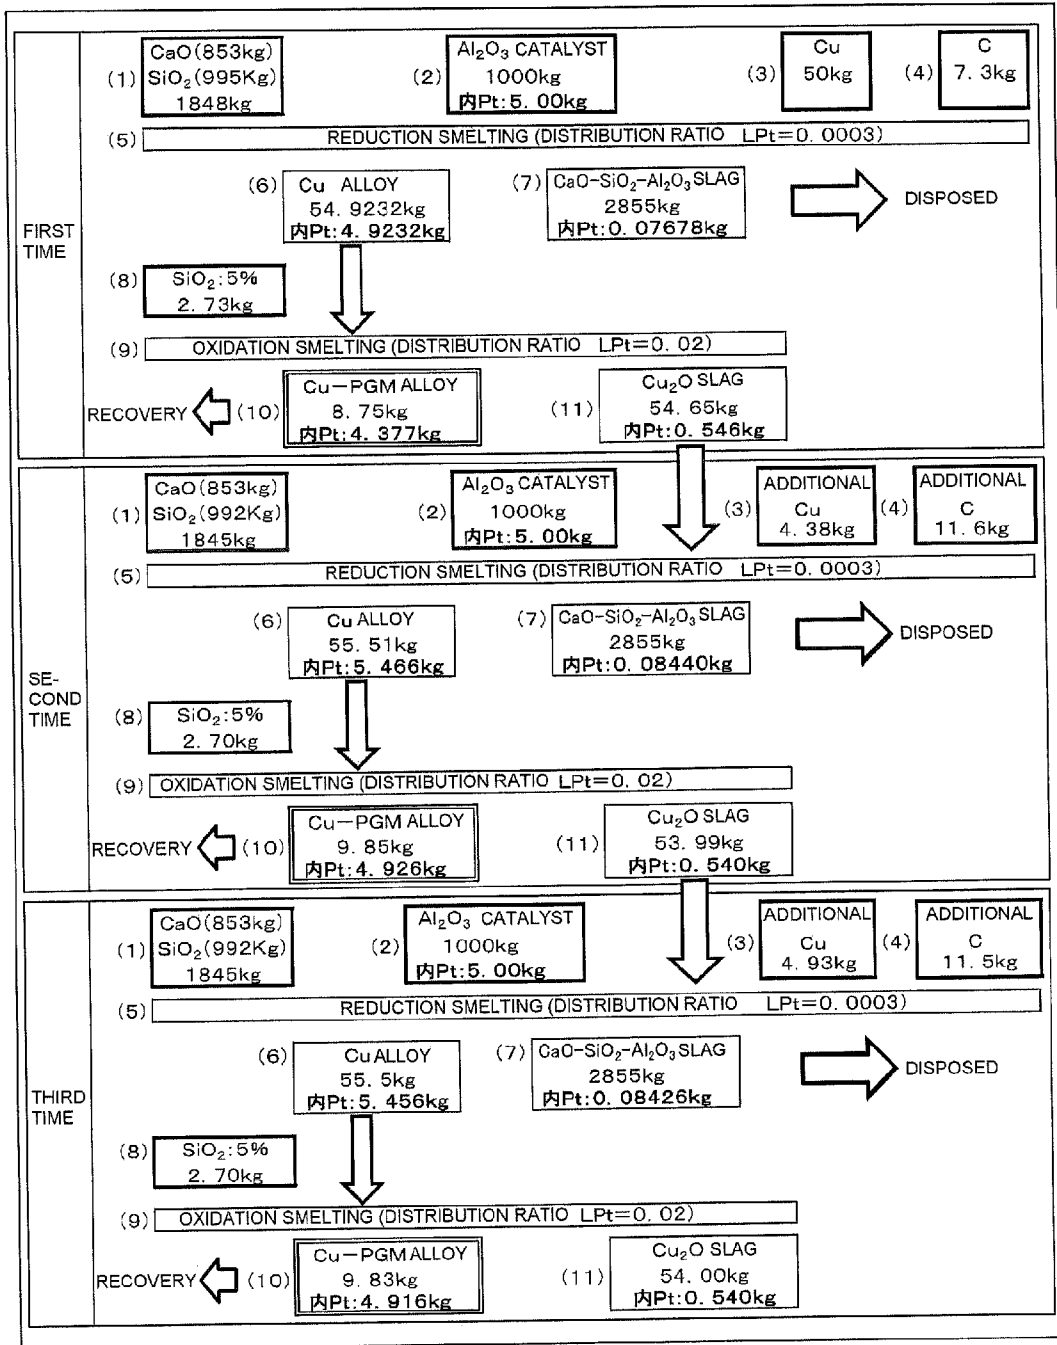 FIRST
TIME
(1)
CaO(853kg)
SiO₂(995Kg)
1848kg
(2)
Al₂O₃ CATALYST
1000kg
内Pt:5.00kg
(3)
Cu
50kg
(4)
C
7.3kg
(5)
REDUCTION SMELTING (DISTRIBUTION RATIO LPt=0.0003)
(6)
Cu ALLOY
54.9232kg
内Pt:4.9232kg
(7)
CaO-SiO₂-Al₂O₃ SLAG
2855kg
内Pt:0.07678kg
DISPOSED
(8)
SiO₂:5%
2.73kg
(9)
OXIDATION SMELTING (DISTRIBUTION RATIO LPt=0.02)
RECOVERY
(10)
Cu-PGM ALLOY
8.75kg
内Pt:4.377kg
(11)
Cu₂O SLAG
54.65kg
内Pt:0.546kg
SE-
COND
TIME
(1)
CaO(853kg)
SiO₂(992Kg)
1845kg
(2)
Al₂O₃ CATALYST
1000kg
内Pt:5.00kg
(3)
ADDITIONAL
Cu
4.38kg
(4)
ADDITIONAL
C
11.6kg
(5)
REDUCTION SMELTING (DISTRIBUTION RATIO LPt=0.0003)
(6)
Cu ALLOY
55.51kg
内Pt:5.466kg
(7)
CaO-SiO₂-Al₂O₃ SLAG
2855kg
内Pt:0.08440kg
DISPOSED
(8)
SiO₂:5%
2.70kg
(9)
OXIDATION SMELTING (DISTRIBUTION RATIO LPt=0.02)
RECOVERY
(10)
Cu-PGM ALLOY
9.85kg
内Pt:4.926kg
(11)
Cu₂O SLAG
53.99kg
内Pt:0.540kg
THIRD
TIME
(1)
CaO(853kg)
SiO₂(992Kg)
1845kg
(2)
Al₂O₃ CATALYST
1000kg
内Pt:5.00kg
(3)
ADDITIONAL
Cu
4.93kg
(4)
ADDITIONAL
C
11.5kg
(5)
REDUCTION SMELTING (DISTRIBUTION RATIO LPt=0.0003)
(6)
Cu ALLOY
55.5kg
内Pt:5.456kg
(7)
CaO-SiO₂-Al₂O₃ SLAG
2855kg
内Pt:0.08426kg
DISPOSED
(8)
SiO₂:5%
2.70kg
(9)
OXIDATION SMELTING (DISTRIBUTION RATIO LPt=0.02)
RECOVERY
(10)
Cu-PGM ALLOY
9.83kg
内Pt:4.916kg
(11)
Cu₂O SLAG
54.00kg
内Pt:0.540kg